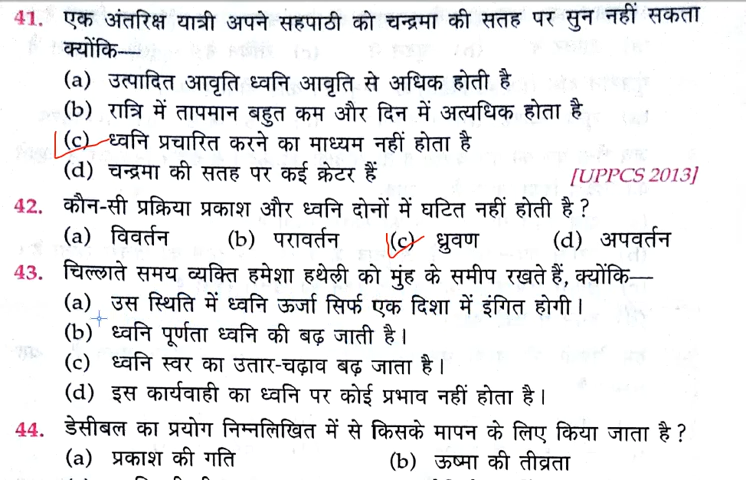 41. एक अंतरिक्ष यात्री अपने सहपाठी को चन्द्रमा की सतह पर सुन नहीं सकता
क्योंकि—
(a) उत्पादित आवृति ध्वनि आवृति से अधिक होती है
(b) रात्रि में तापमान बहुत कम और दिन में अत्यधिक होता है
(c) ध्वनि प्रचारित करने का माध्यम नहीं होता है
(d) चन्द्रमा की सतह पर कई क्रेटर हैं [UPPCS 2013]
42. कौन-सी प्रक्रिया प्रकाश और ध्वनि दोनों में घटित नहीं होती है?
(a) विवर्तन (b) परावर्तन (c) ध्रुवण (d) अपवर्तन
43. चिल्लाते समय व्यक्ति हमेशा हथेली को मुंह के समीप रखते हैं, क्योंकि—
(a) उस स्थिति में ध्वनि ऊर्जा सिर्फ एक दिशा में इंगित होगी।
(b) ध्वनि पूर्णता ध्वनि की बढ़ जाती है।
(c) ध्वनि स्वर का उतार-चढ़ाव बढ़ जाता है।
(d) इस कार्यवाही का ध्वनि पर कोई प्रभाव नहीं होता है।
44. डेसीबल का प्रयोग निम्नलिखित में से किसके मापन के लिए किया जाता है?
(a) प्रकाश की गति (b) ऊष्मा की तीव्रता